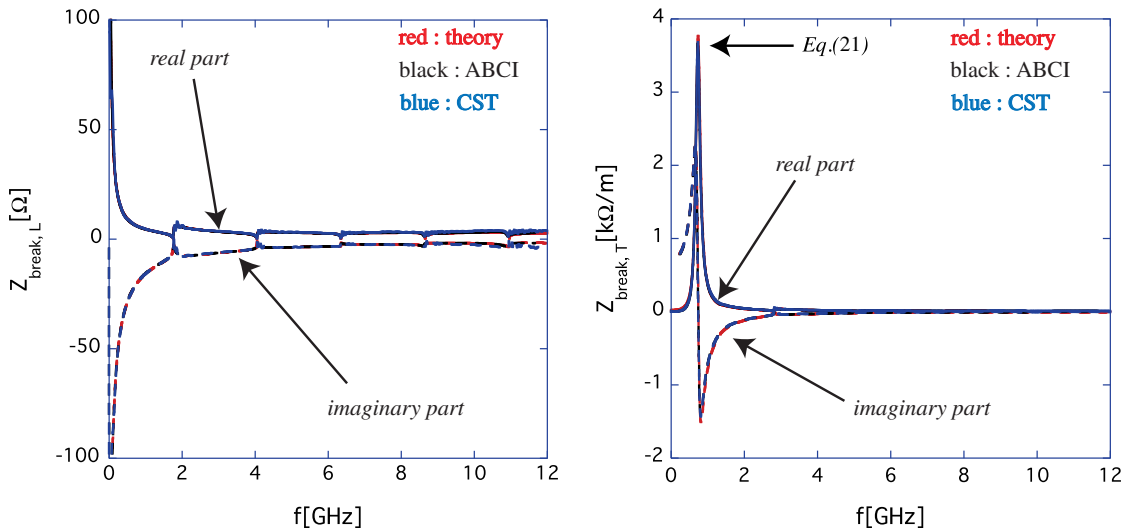 100
50
0
-50
-100
0
2
4
6
8
10
12
Z break, L [Ω]
f[GHz]
real part
imaginary part
red : theory
black : ABCI
blue : CST
4
3
2
1
0
-1
-2
0
2
4
6
8
10
12
Z break, T [kΩ/m]
f[GHz]
Eq.(21)
real part
imaginary part
red : theory
black : ABCI
blue : CST